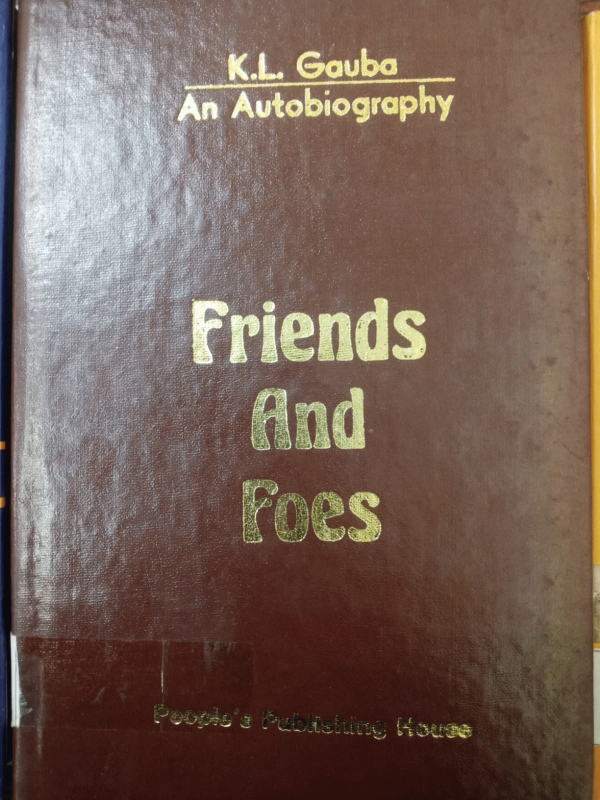 K.L. Gauba
An Autobiography
Friends
And
Foes
People's Publishing House